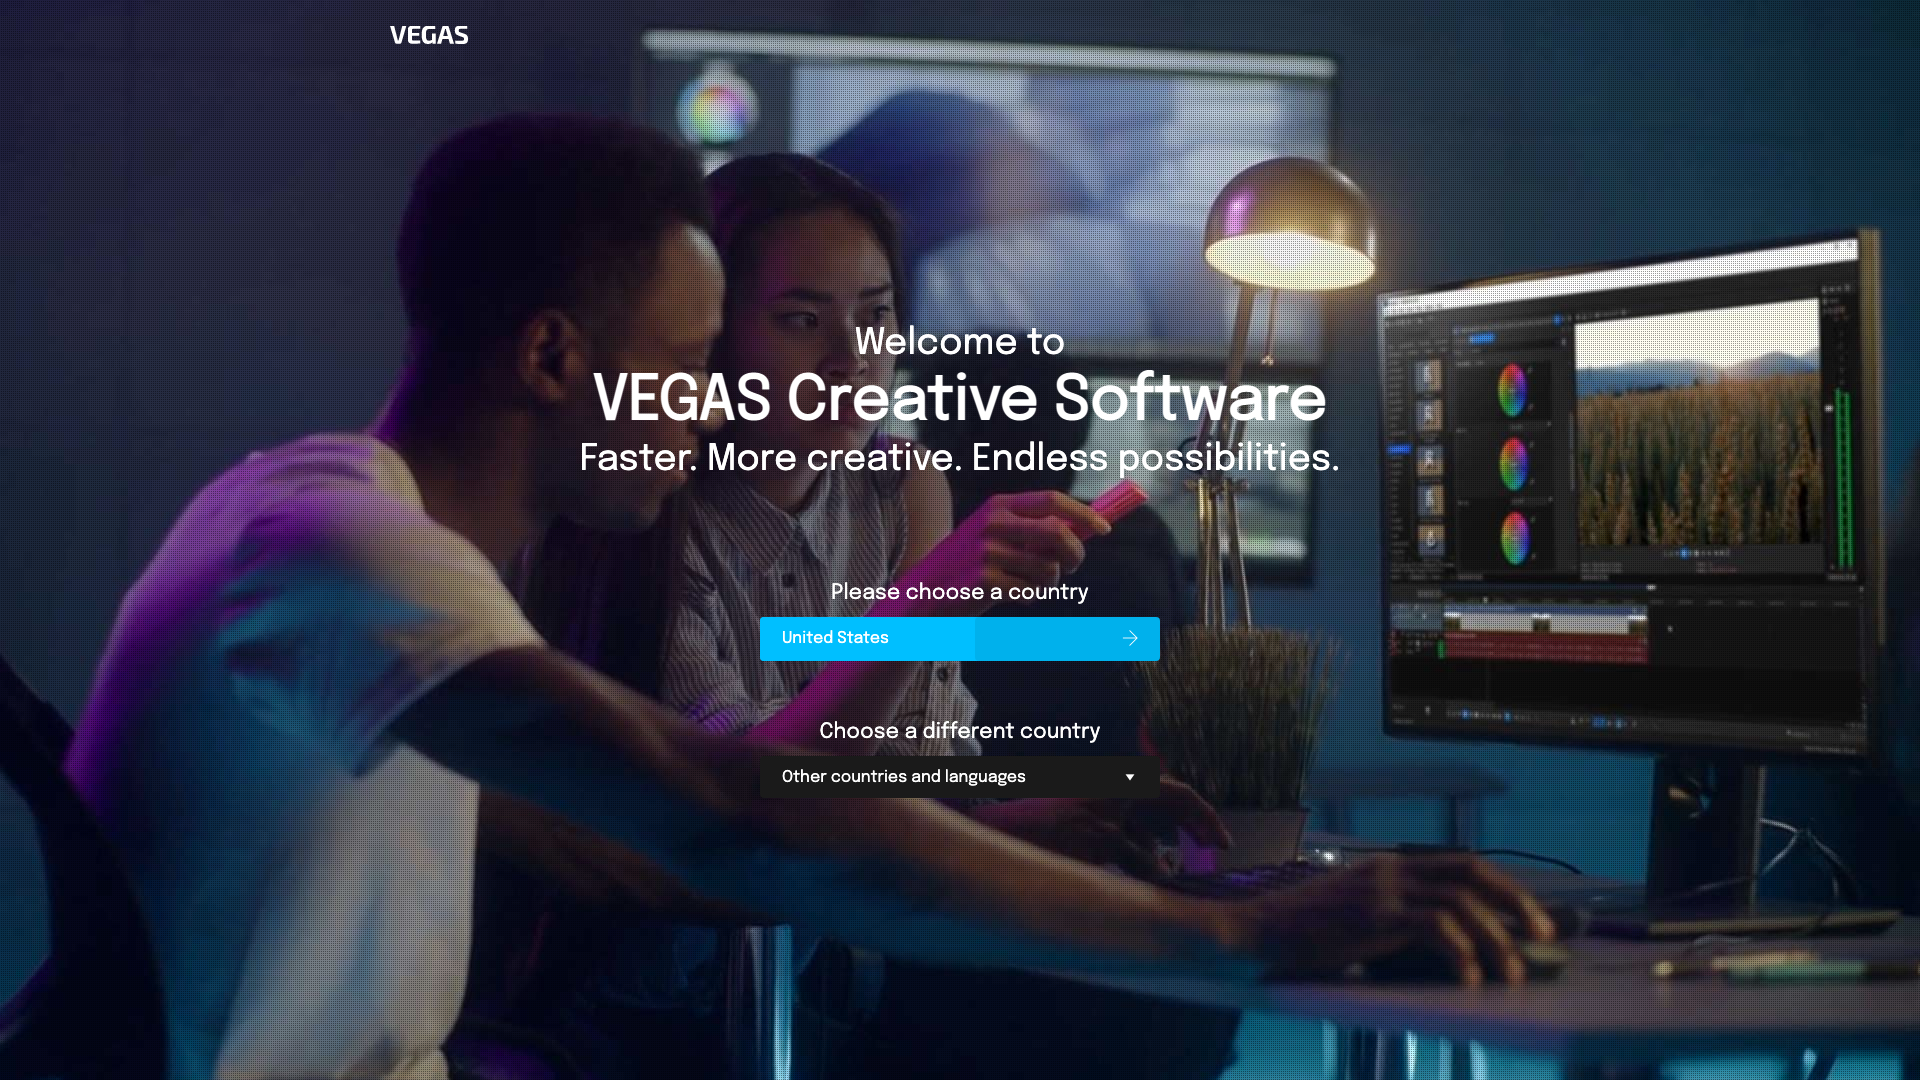 VEGAS
Welcome to
VEGAS Creative Software
Faster. More creative. Endless possibilities.
Please choose a country
United States
Choose a different country
Other countries and languages